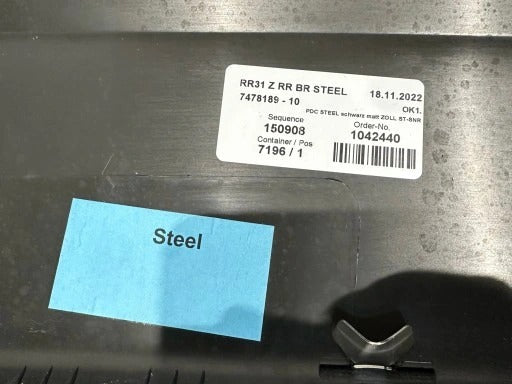 RR31 Z RR BR STEEL 18.11.2022
7478189 - 10 OK1.
PDC STEEL schwarz matt ZOLL ST-SNR
Sequence Order-No.
150908 1042440
Container / Pos
7196 / 1
Steel